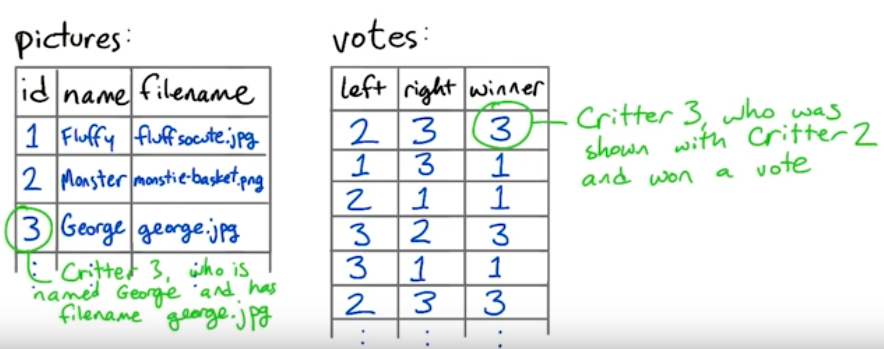 pictures:
id name filename
1 Fluffy fluffsocute.jpg
2 Monster monstie-basket.png
3 George george.jpg
Critter 3, who is
named George and has
filename george.jpg
votes:
left right winner
2 3 3
1 3 1
2 1 1
3 2 3
3 1 1
2 3 3
Critter 3, who was
shown with Critter 2
and won a vote